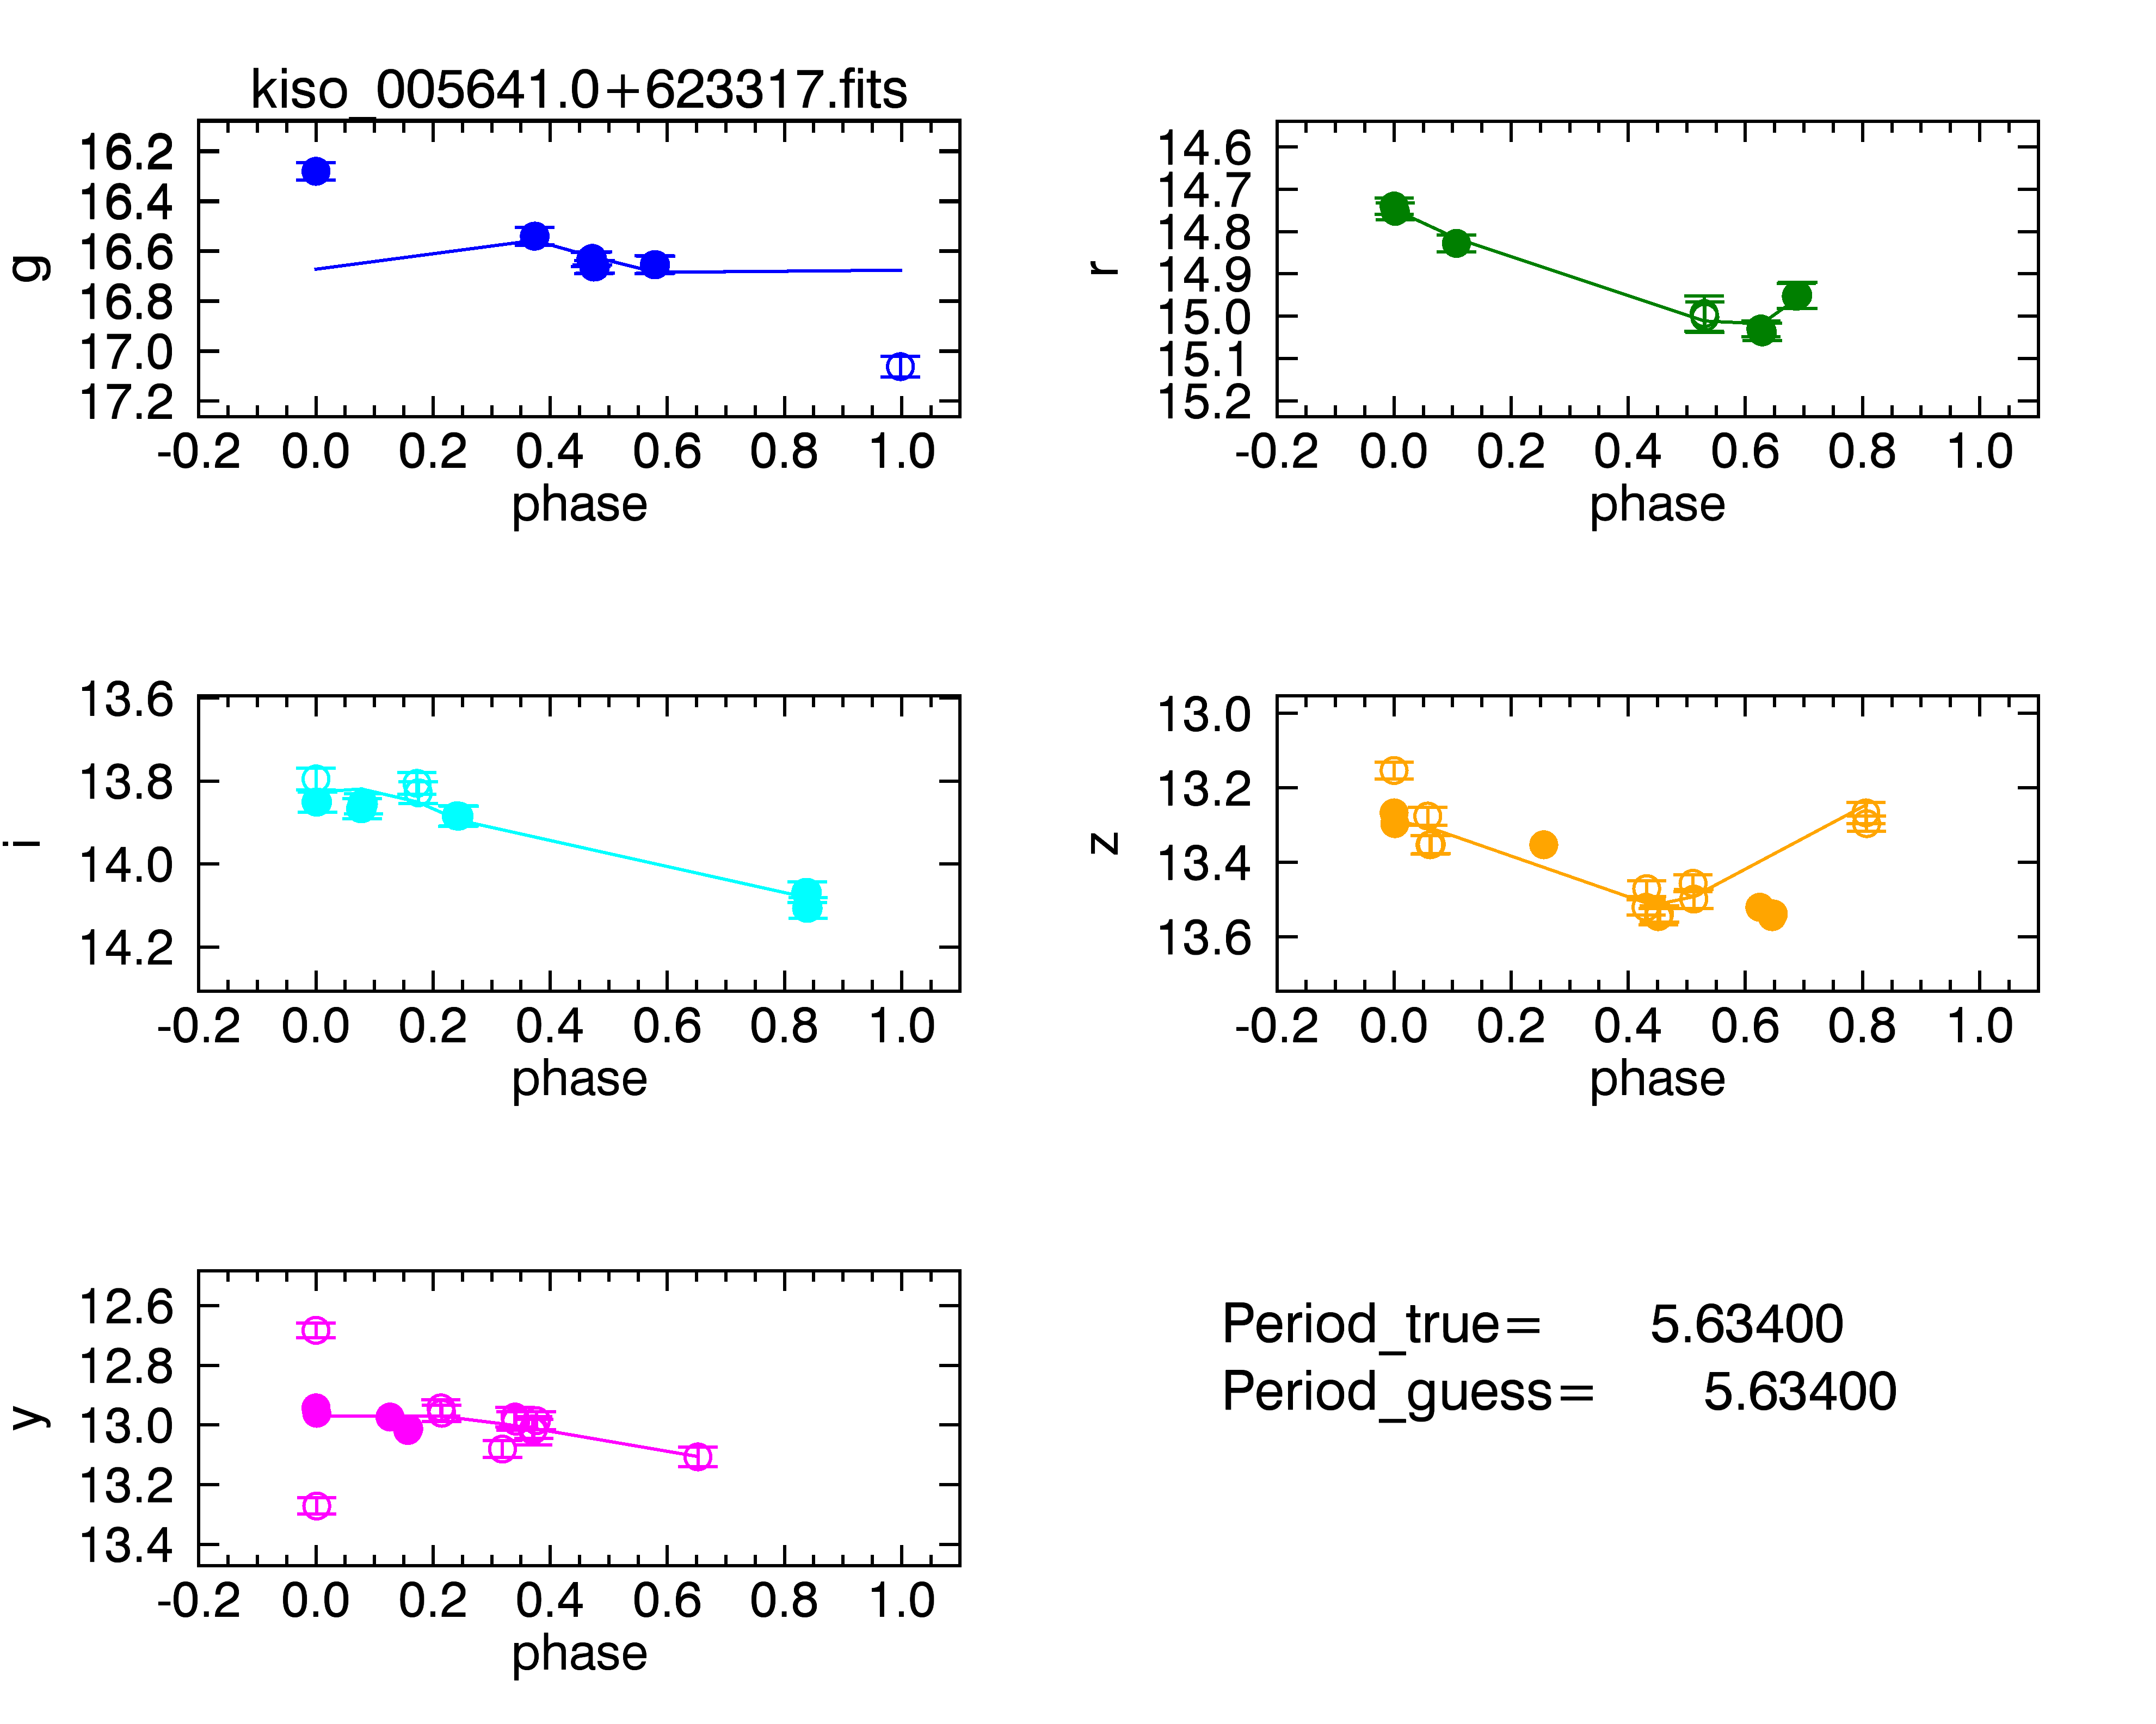 kiso_005641.0+623317.fits
g
16.2
16.4
16.6
16.8
17.0
17.2
-0.2 0.0 0.2 0.4 0.6 0.8 1.0
phase
r
14.6
14.7
14.8
14.9
15.0
15.1
15.2
-0.2 0.0 0.2 0.4 0.6 0.8 1.0
phase
i
13.6
13.8
14.0
14.2
-0.2 0.0 0.2 0.4 0.6 0.8 1.0
phase
z
13.0
13.2
13.4
13.6
-0.2 0.0 0.2 0.4 0.6 0.8 1.0
phase
y
12.6
12.8
13.0
13.2
13.4
-0.2 0.0 0.2 0.4 0.6 0.8 1.0
phase
Period_true= 5.63400
Period_guess= 5.63400